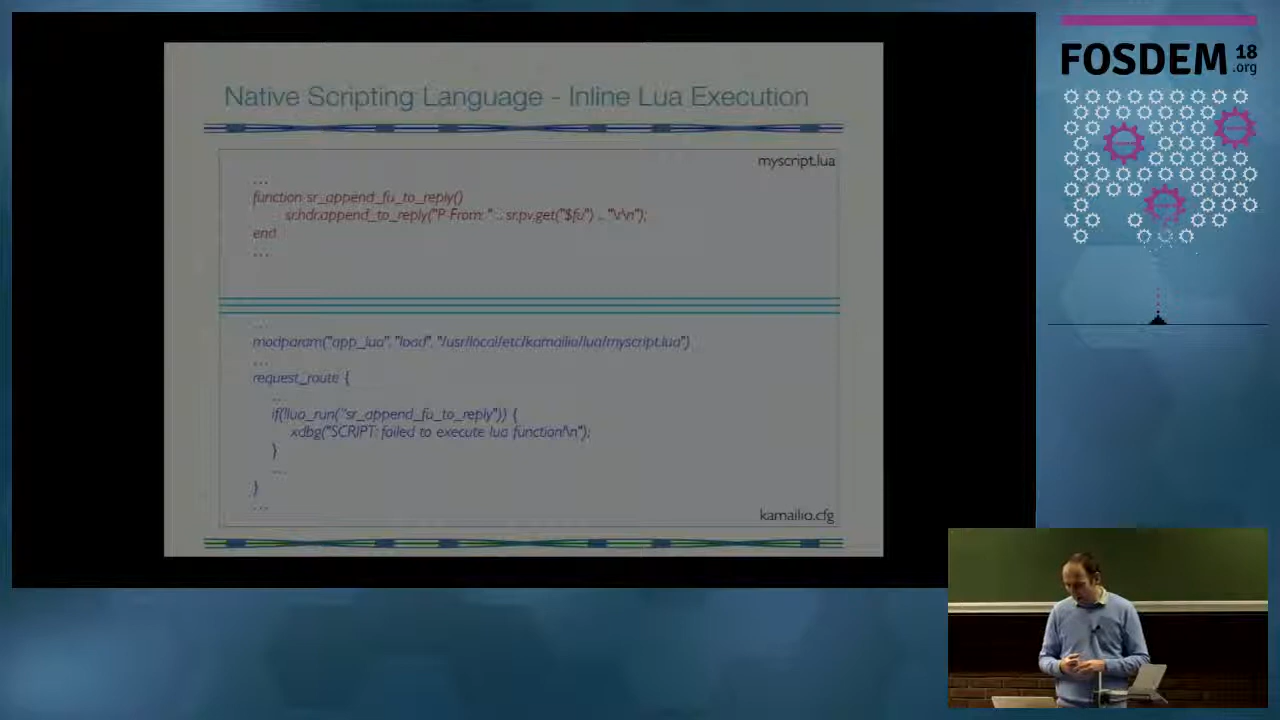 Native Scripting Language - Inline Lua Execution
myscript.lua
...
function sr_append_fu_to_reply()
sr.hdr.append_to_reply("P-From: " .. sr.pv.get("$fu") .. "\r\n");
end
...
...
modparam("app_lua", "load", "/usr/local/etc/kamailio/lua/myscript.lua")
...
request_route {
...
if(!lua_run("sr_append_fu_to_reply")) {
xdbg("SCRIPT: failed to execute lua function!\n");
}
...
}
...
kamailio.cfg
FOSDEM 18
.org